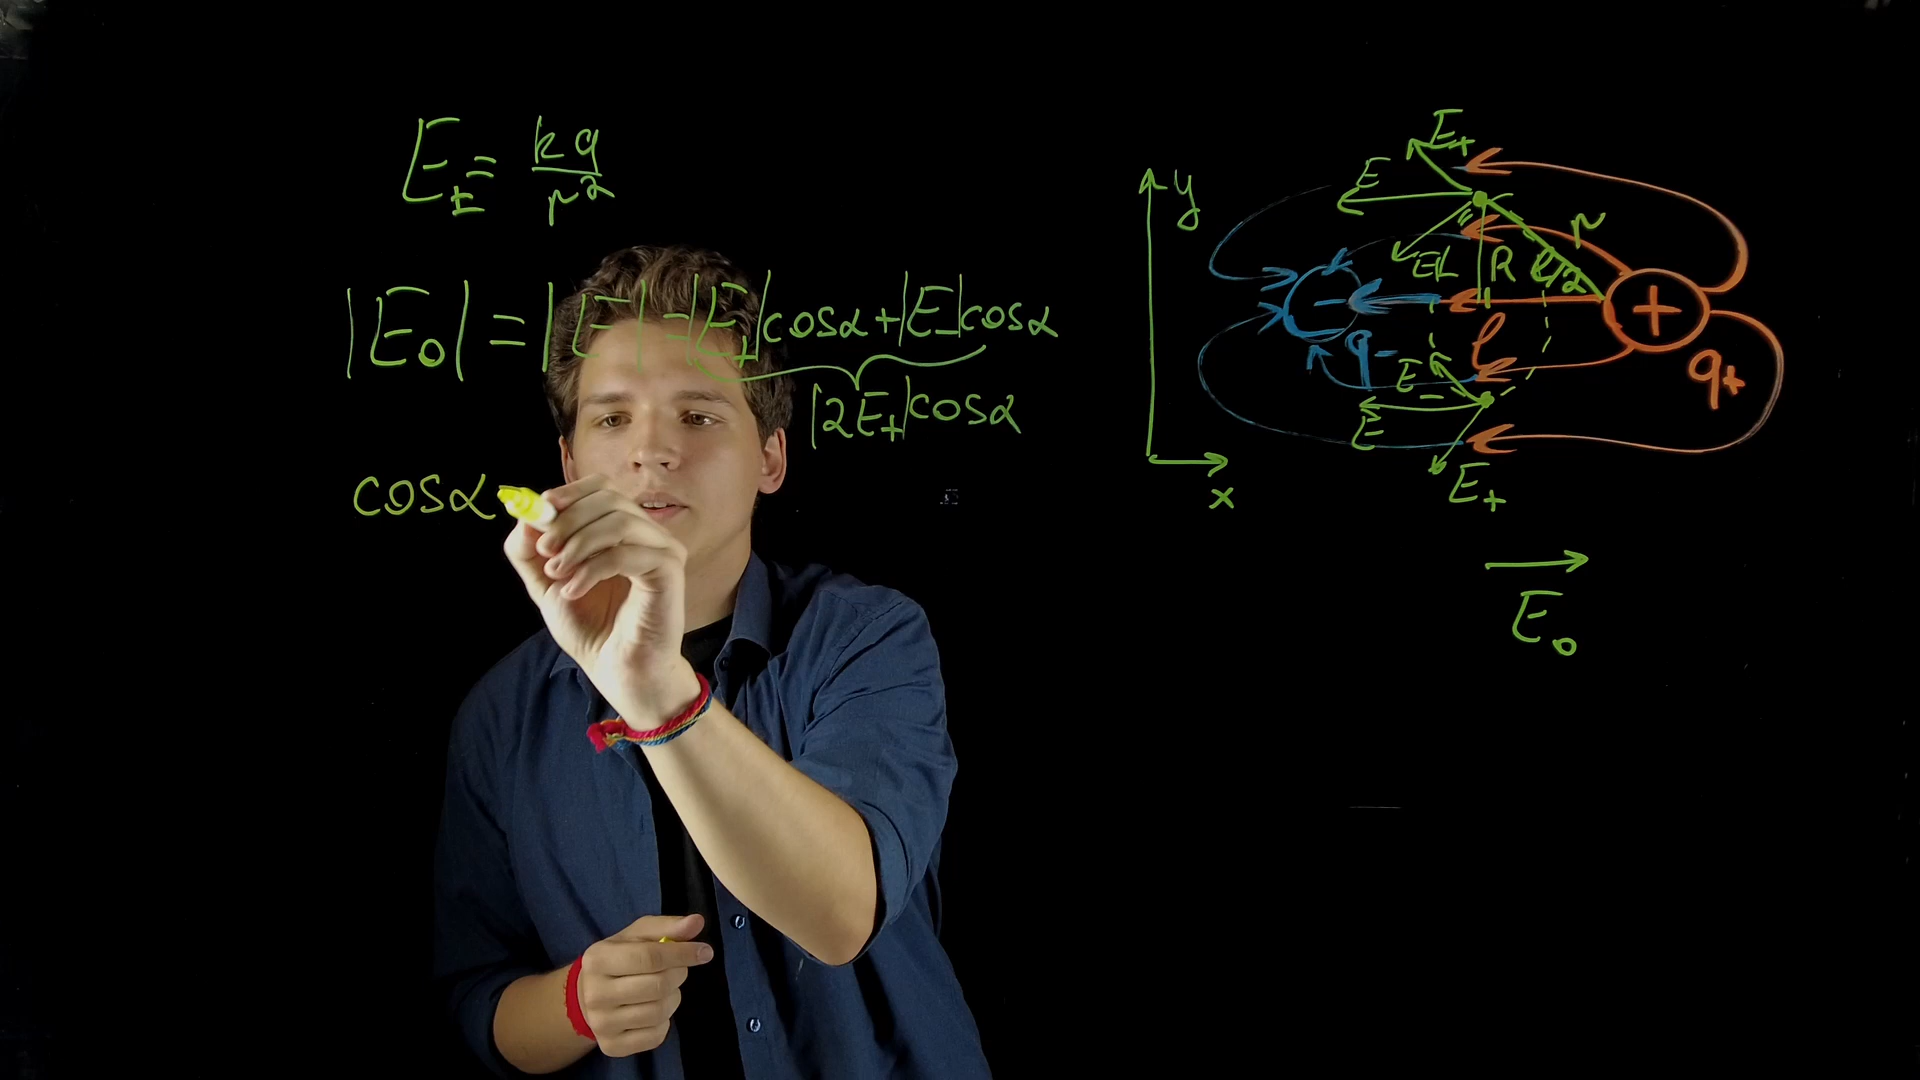 E± = kq/r²
|E₀| = |E| = |E₊|cosα + |E₋|cosα
|2E₊|cosα
cosα
y
x
E₊
E
E₋
R
r
l/2
-
+
q₋
l
q₊
E₋
E
E₊
E₀